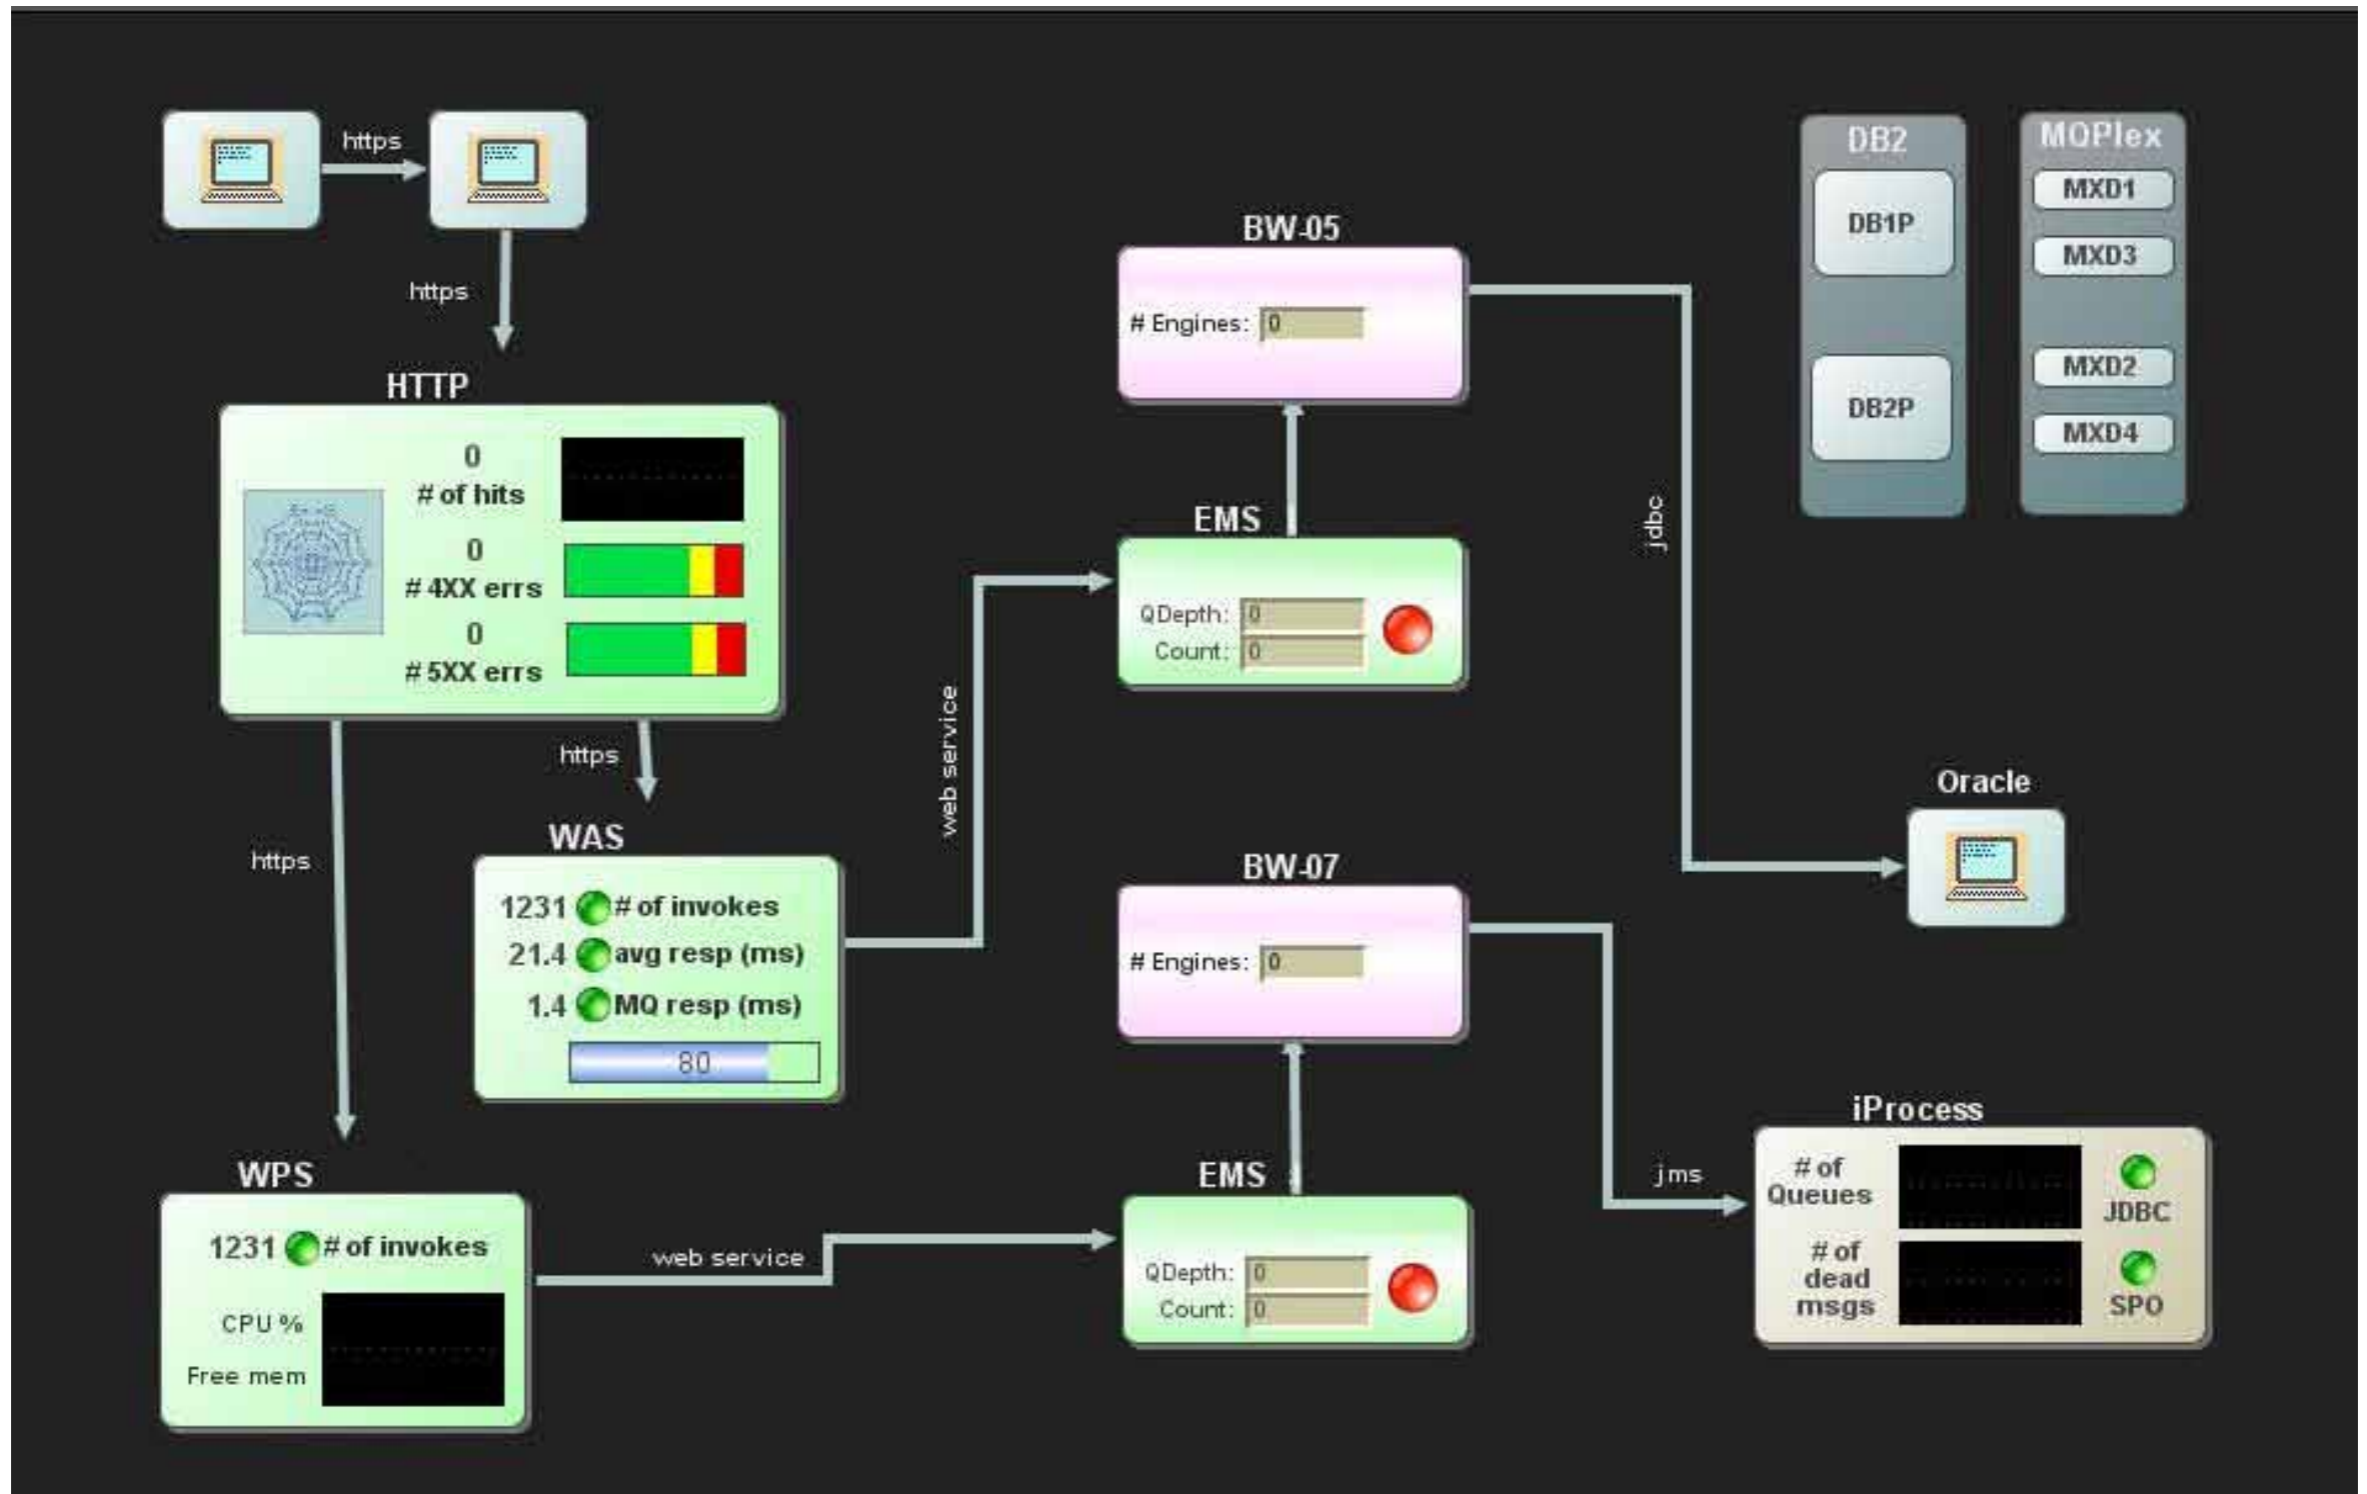 https
https
HTTP
0
# of hits
0
# 4XX errs
0
# 5XX errs
https
https
WAS
1231 # of invokes
21.4 avg resp (ms)
1.4 MQ resp (ms)
80
WPS
1231 # of invokes
CPU %
Free mem
web service
web service
BW-05
# Engines: 0
EMS
QDepth: 0
Count: 0
BW-07
# Engines: 0
EMS
QDepth: 0
Count: 0
jdbc
jms
DB2
DB1P
DB2P
MQPlex
MXD1
MXD3
MXD2
MXD4
Oracle
iProcess
# of
Queues
JDBC
# of
dead
msgs
SPO